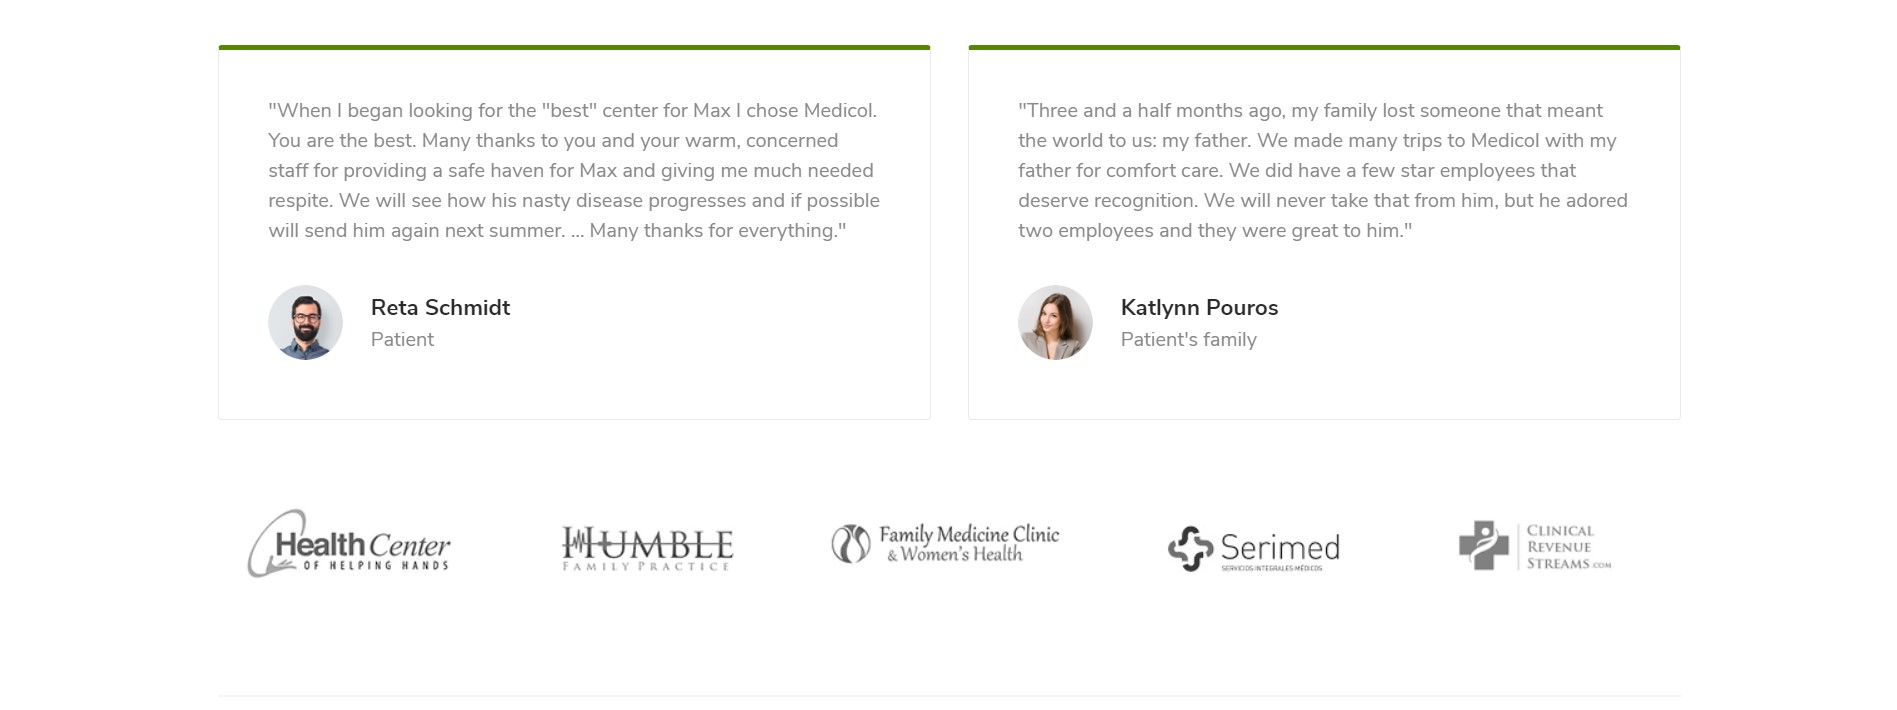 "When I began looking for the "best" center for Max I chose Medicol.
You are the best. Many thanks to you and your warm, concerned
staff for providing a safe haven for Max and giving me much needed
respite. We will see how his nasty disease progresses and if possible
will send him again next summer. ... Many thanks for everything."
Reta Schmidt
Patient
"Three and a half months ago, my family lost someone that meant
the world to us: my father. We made many trips to Medicol with my
father for comfort care. We did have a few star employees that
deserve recognition. We will never take that from him, but he adored
two employees and they were great to him."
Katlynn Pouros
Patient's family
Health Center
OF HELPING HANDS
HUMBLE
FAMILY PRACTICE
Family Medicine Clinic
& Women's Health
Serimed
SERVICIOS INTEGRALES MÉDICOS
CLINICAL
REVENUE
STREAMS.COM